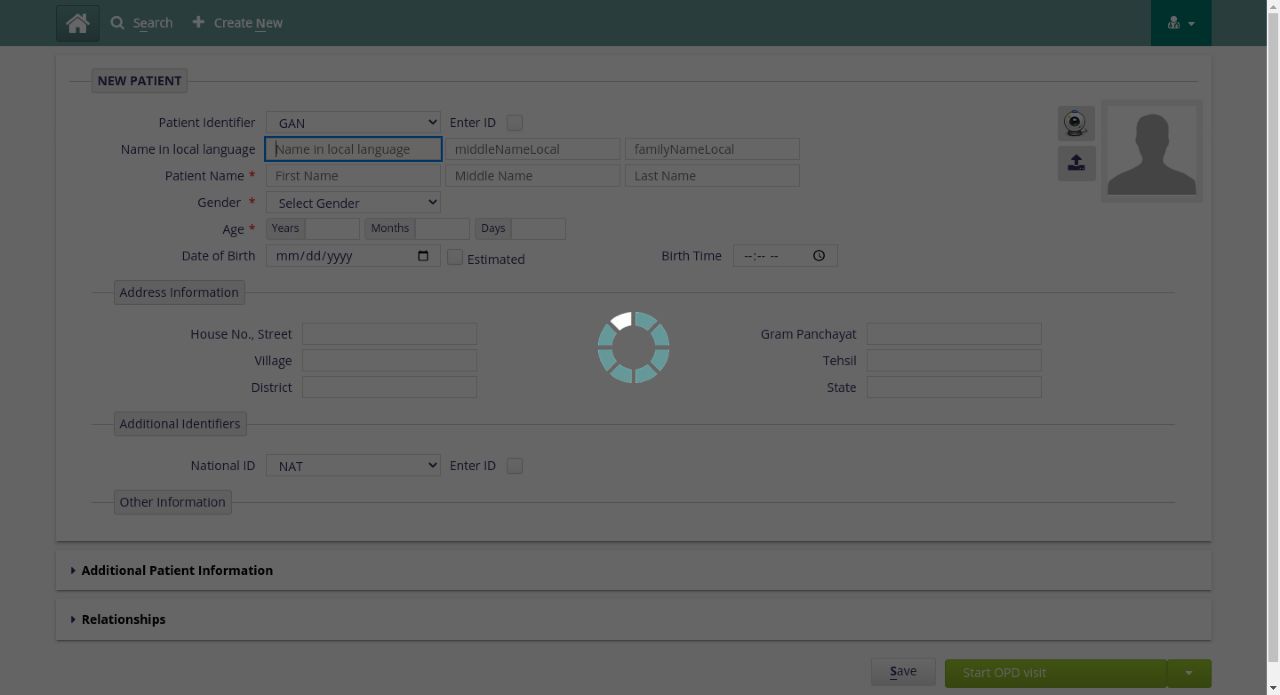 Search Create New
NEW PATIENT
Patient Identifier GAN Enter ID
Name in local language Name in local language middleNameLocal familyNameLocal
Patient Name * First Name Middle Name Last Name
Gender * Select Gender
Age * Years Months Days
Date of Birth mm/dd/yyyy Estimated Birth Time --:-- --
Address Information
House No., Street Gram Panchayat
Village Tehsil
District State
Additional Identifiers
National ID NAT Enter ID
Other Information
Additional Patient Information
Relationships
Save Start OPD visit